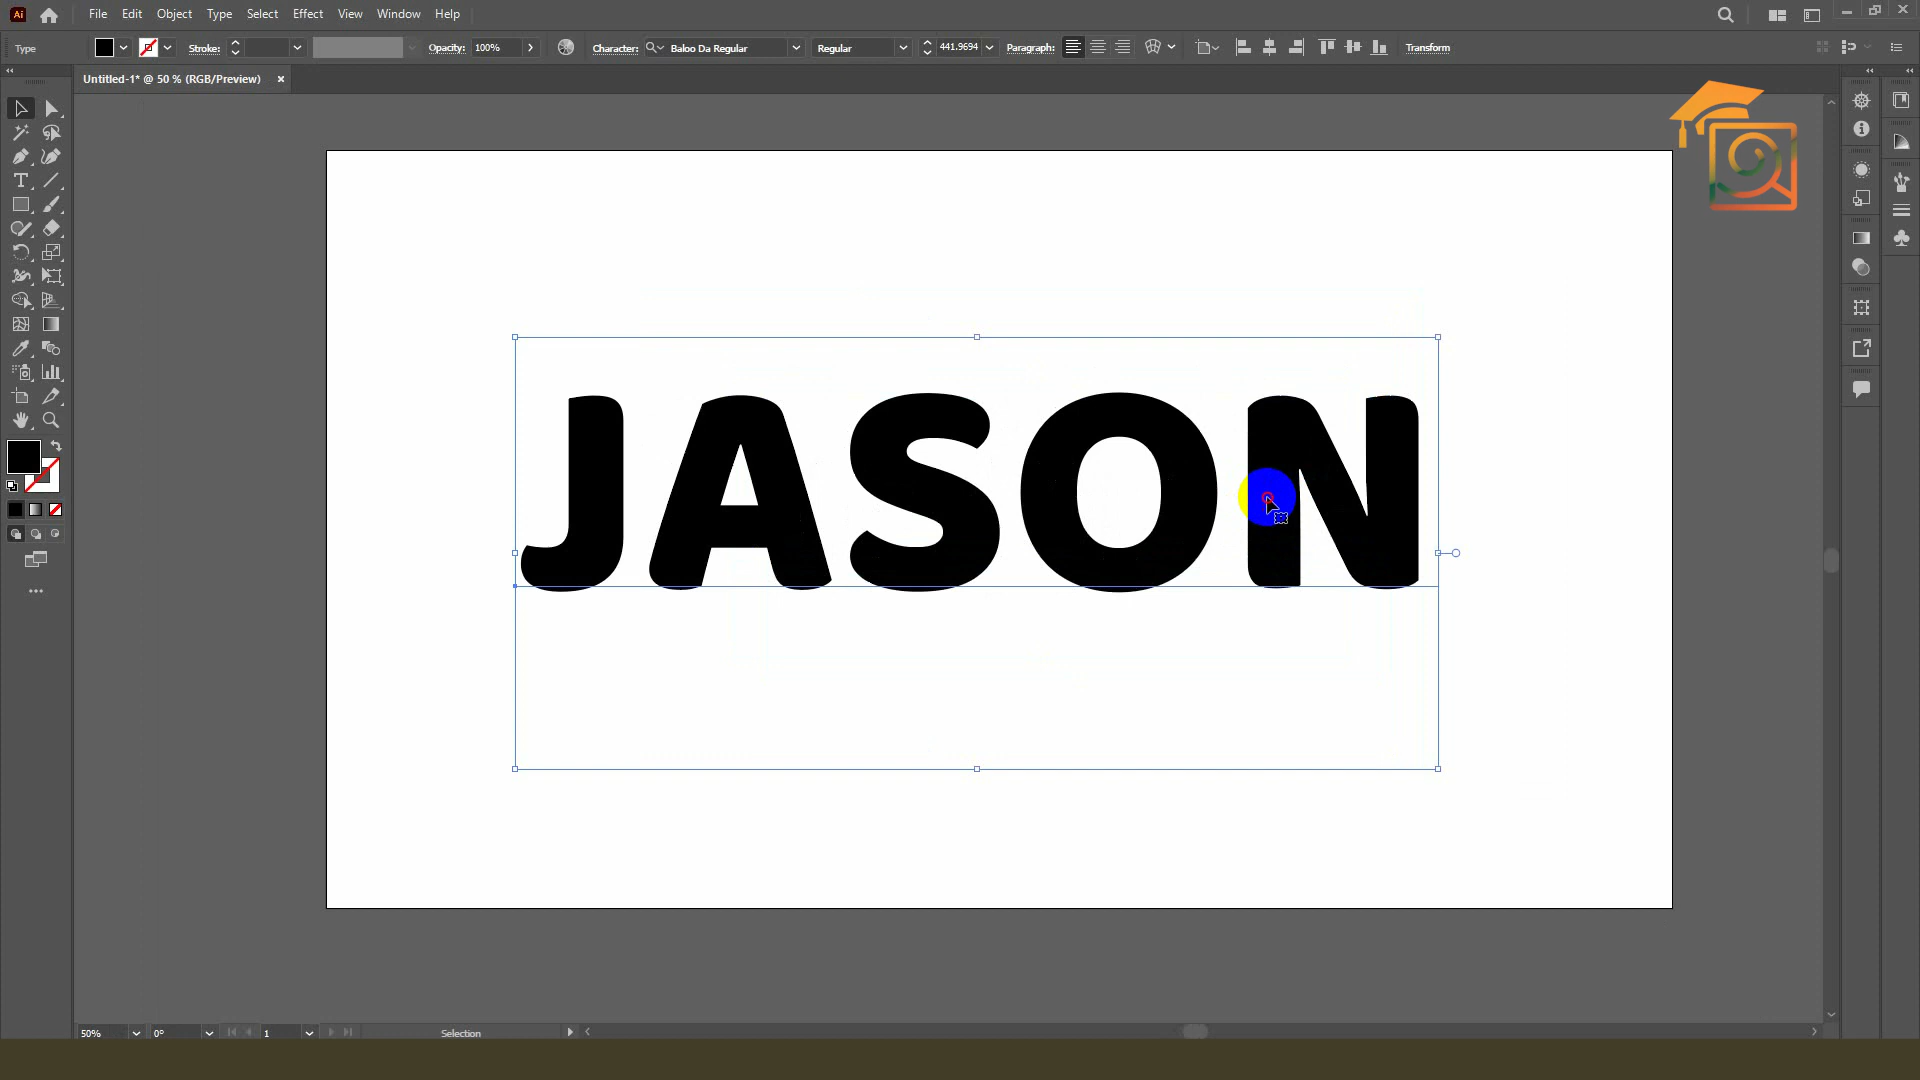 Ai File Edit Object Type Select Effect View Window Help
Type Stroke: Opacity: 100% Character: Baloo Da Regular Regular 441.9694 Paragraph: Transform
Untitled-1* @ 50 % (RGB/Preview) ×
JASON
50% 0° 1 Selection